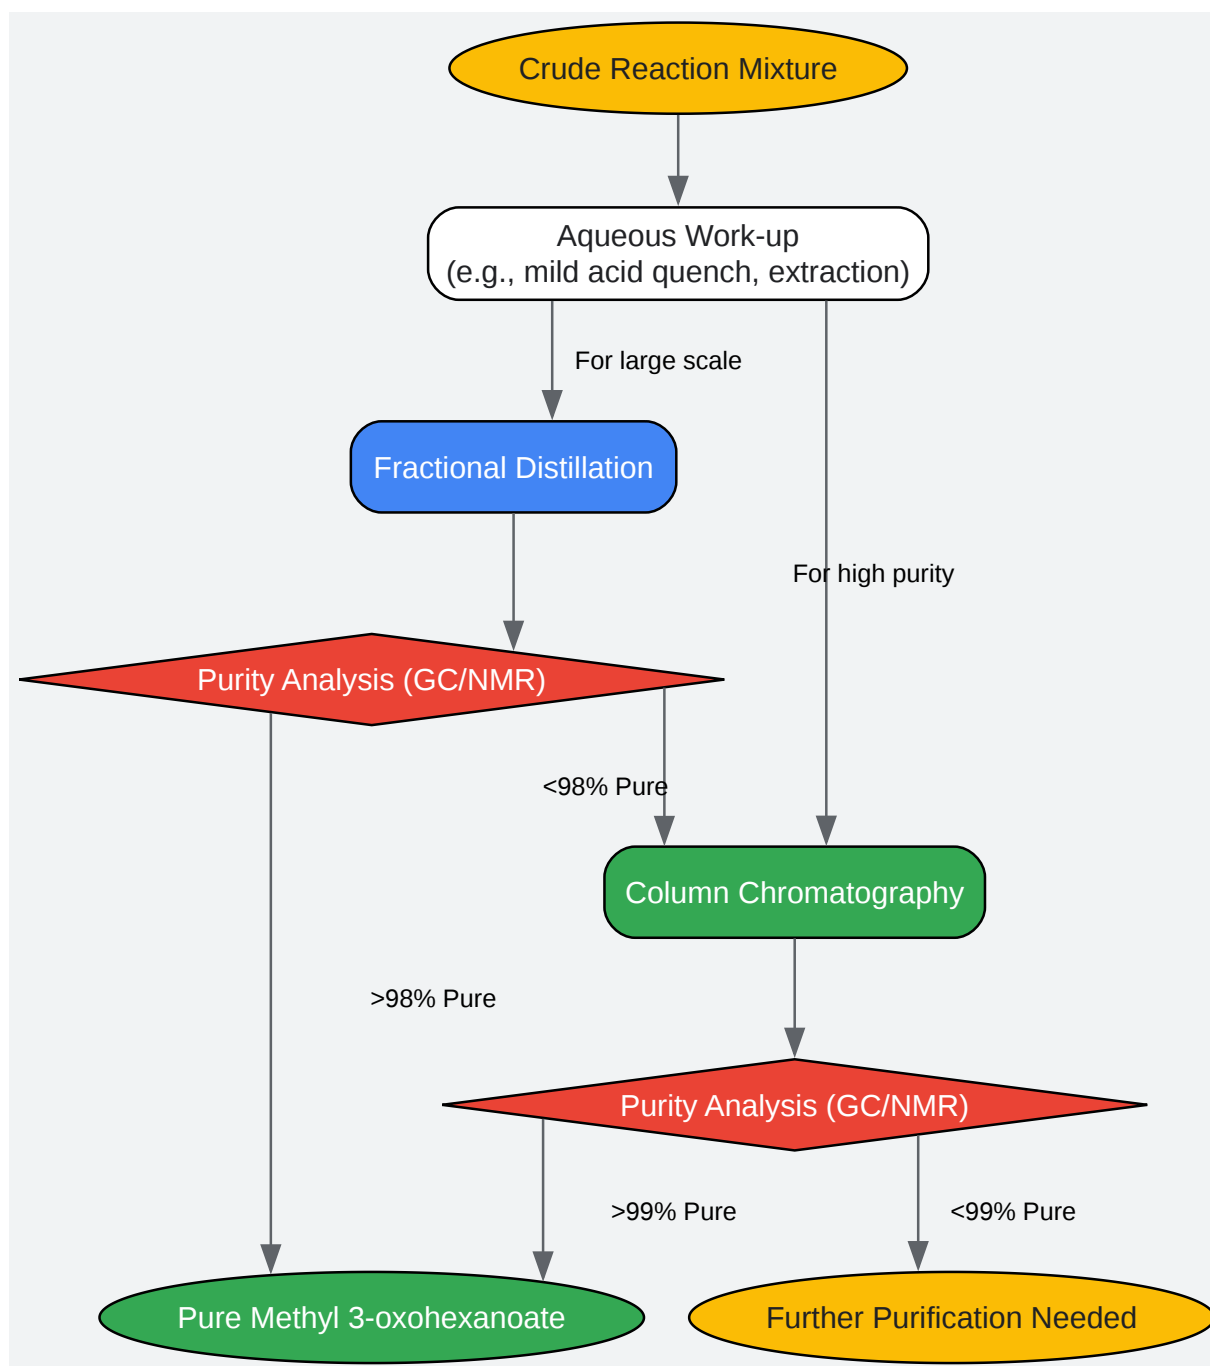 Crude Reaction Mixture
Aqueous Work-up
(e.g., mild acid quench, extraction)
For large scale
Fractional Distillation
For high purity
Purity Analysis (GC/NMR)
<98% Pure
Column Chromatography
>98% Pure
Purity Analysis (GC/NMR)
>99% Pure
<99% Pure
Pure Methyl 3-oxohexanoate
Further Purification Needed